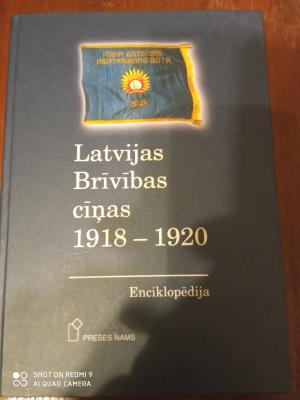 Latvijas
Brīvības
cīņas
1918 – 1920
Enciklopēdija
PRESES NAMS
SHOT ON REDMI 9
AI QUAD CAMERA